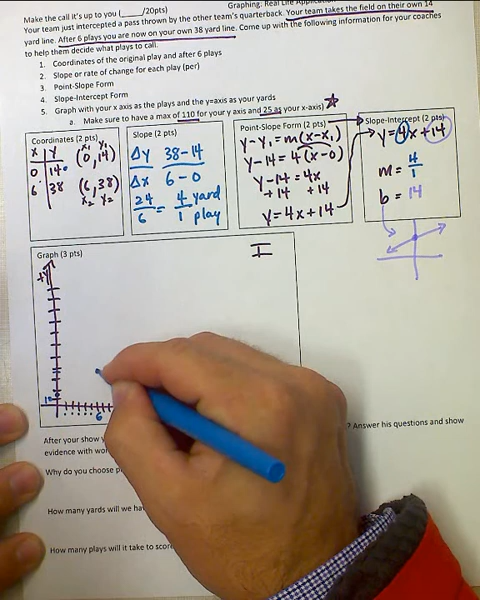 Make the call it's up to you (____/20pts)
Graphing: Real Life
Your team just intercepted a pass thrown by the other team's quarterback. Your team takes the field on their own 14
yard line. After 6 plays you are now on your own 38 yard line. Come up with the following information for your coaches
to help them decide what plays to call.
1. Coordinates of the original play and after 6 plays
2. Slope or rate of change for each play (per)
3. Point-Slope Form
4. Slope-Intercept Form
5. Graph with your x axis as the plays and the y=axis as your yards
a. Make sure to have a max of 110 for your y axis and 25 as your x-axis)
Coordinates (2 pts)
x y
x₁ y₁
(0,14)
0 14
6 38
(6,38)
x₂ y₂
Slope (2 pts)
Δy 38-14
Δx 6-0
24/6 = 4/1 yard/play
Point-Slope Form (2 pts)
y-y₁=m(x-x₁)
y-14=4(x-0)
y-14=4x
+14 +14
y=4x+14
Slope-Intercept (2 pts)
y=4x+14
m=4/1
b=14
Graph (3 pts)
I
+y
10
6
After your show
? Answer his questions and show
evidence with
Why do you choose
How many yards will we
How many plays will it take to